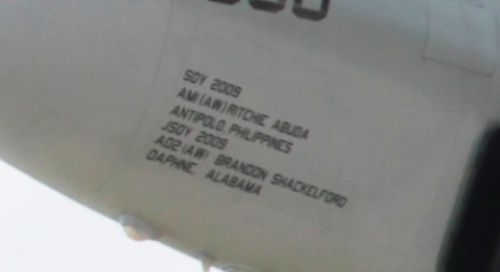 SOY 2009
AM1(AW) RITCHIE ABUDA
ANTIPOLO, PHILIPPINES
JSOY 2009
AO2(AW) BRANDON SHACKELFORD
DAPHNE, ALABAMA